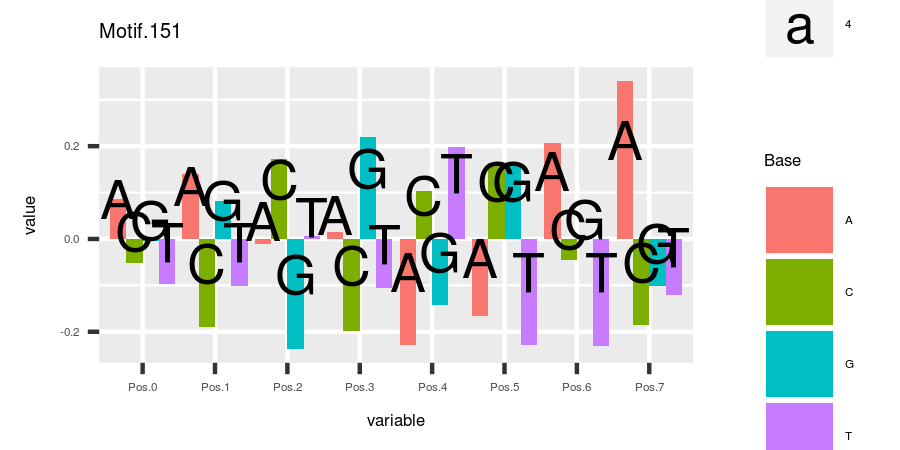 Motif.151
a 4
Base
A
C
G
T
value
0.2
0.0
-0.2
A C G T A C G T A C G T A C G T A C G T A C G T A C G T A C G T
Pos.0 Pos.1 Pos.2 Pos.3 Pos.4 Pos.5 Pos.6 Pos.7
variable